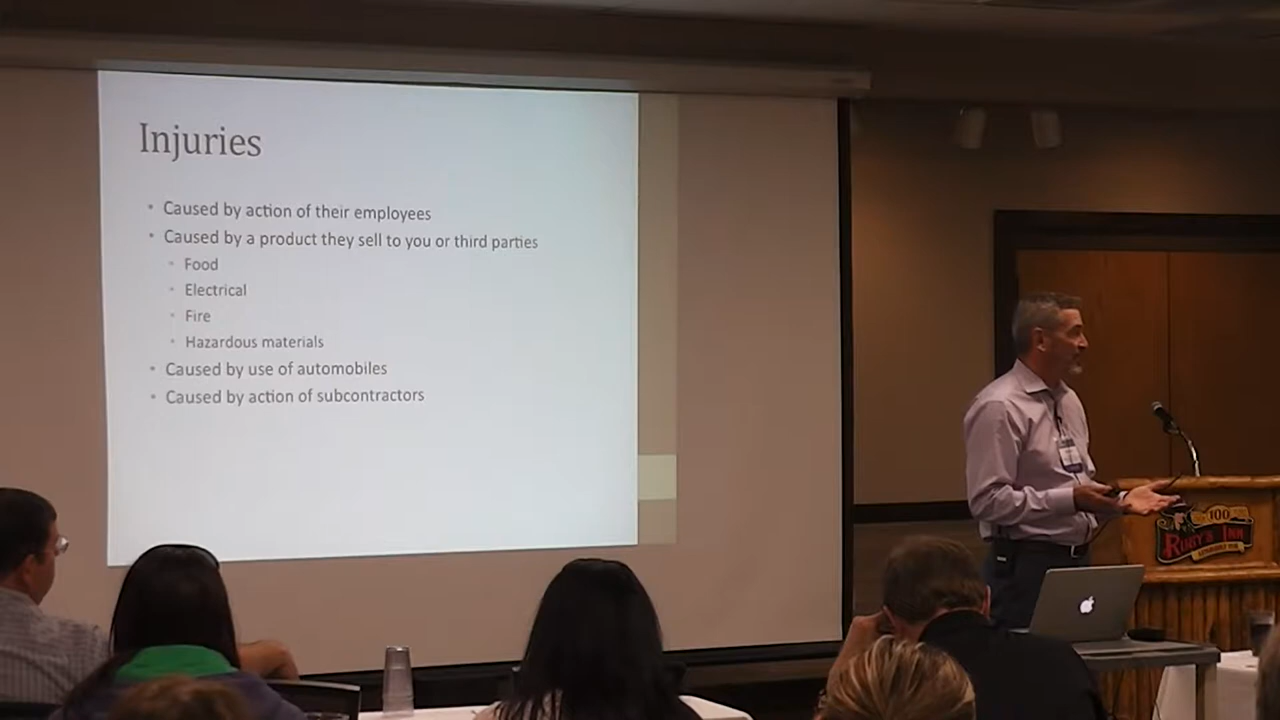 Injuries
• Caused by action of their employees
• Caused by a product they sell to you or third parties
• Food
• Electrical
• Fire
• Hazardous materials
• Caused by use of automobiles
• Caused by action of subcontractors
100
RUBY'S INN